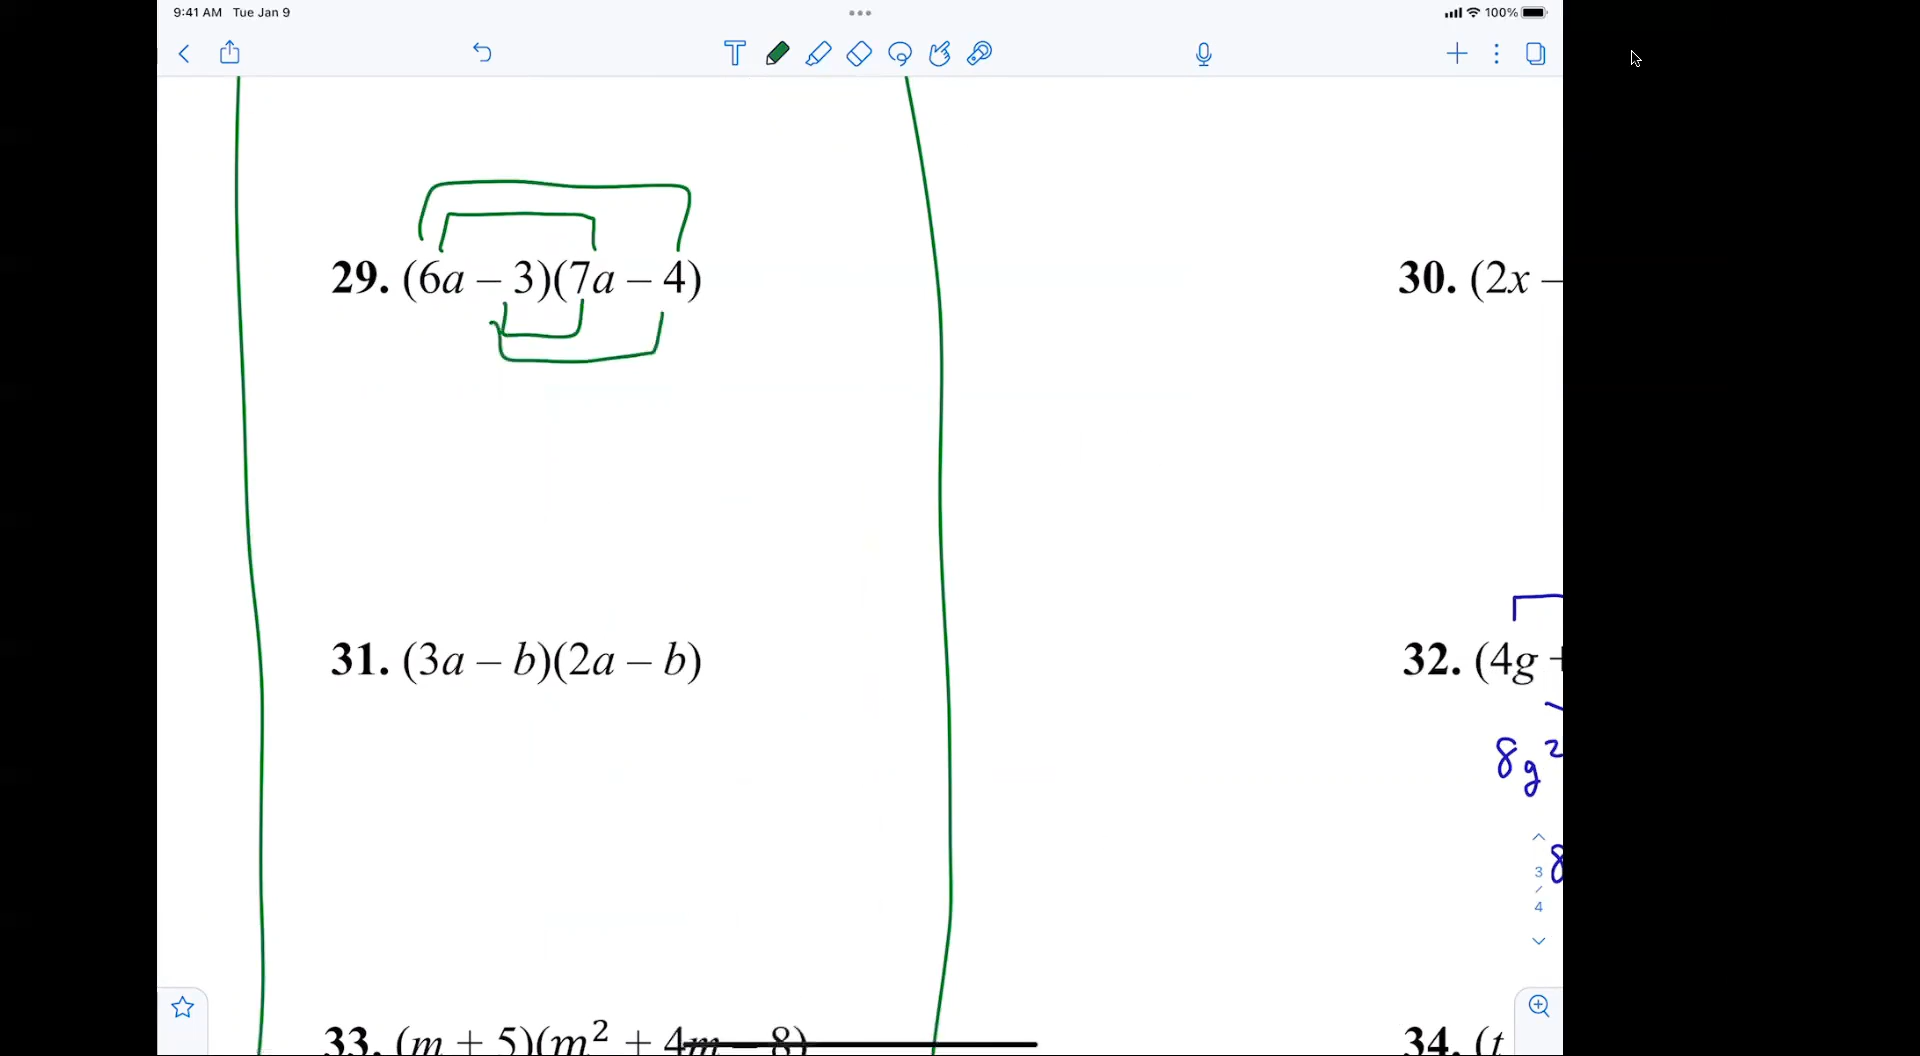 9:41 AM Tue Jan 9 100%
29. (6a – 3)(7a – 4)
30. (2x –
31. (3a – b)(2a – b)
32. (4g +
8g²
8
3
/
4
33. (m + 5)(m² + 4m – 8)
34. (t